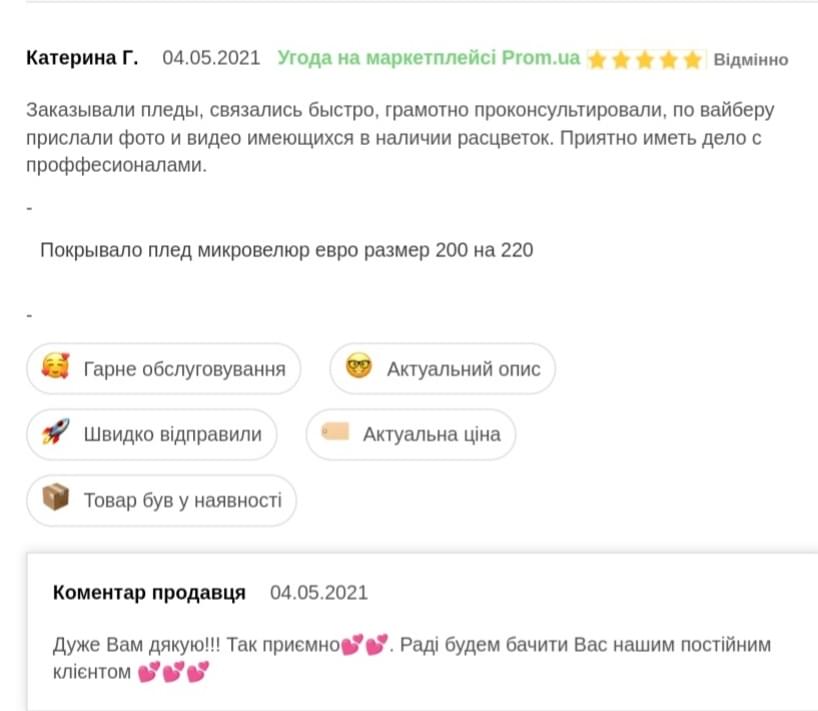 Катерина Г. 04.05.2021 Угода на маркетплейсі Prom.ua ⭐⭐⭐⭐⭐ Відмінно
Заказывали пледы, связались быстро, грамотно проконсультировали, по вайберу
прислали фото и видео имеющихся в наличии расцветок. Приятно иметь дело с
проффесионалами.
-
Покрывало плед микровелюр евро размер 200 на 220
-
🥰 Гарне обслуговування 🤓 Актуальний опис
🚀 Швидко відправили 🏷️ Актуальна ціна
📦 Товар був у наявності
Коментар продавця 04.05.2021
Дуже Вам дякую!!! Так приємно💕💕. Раді будем бачити Вас нашим постійним
клієнтом 💕💕💕